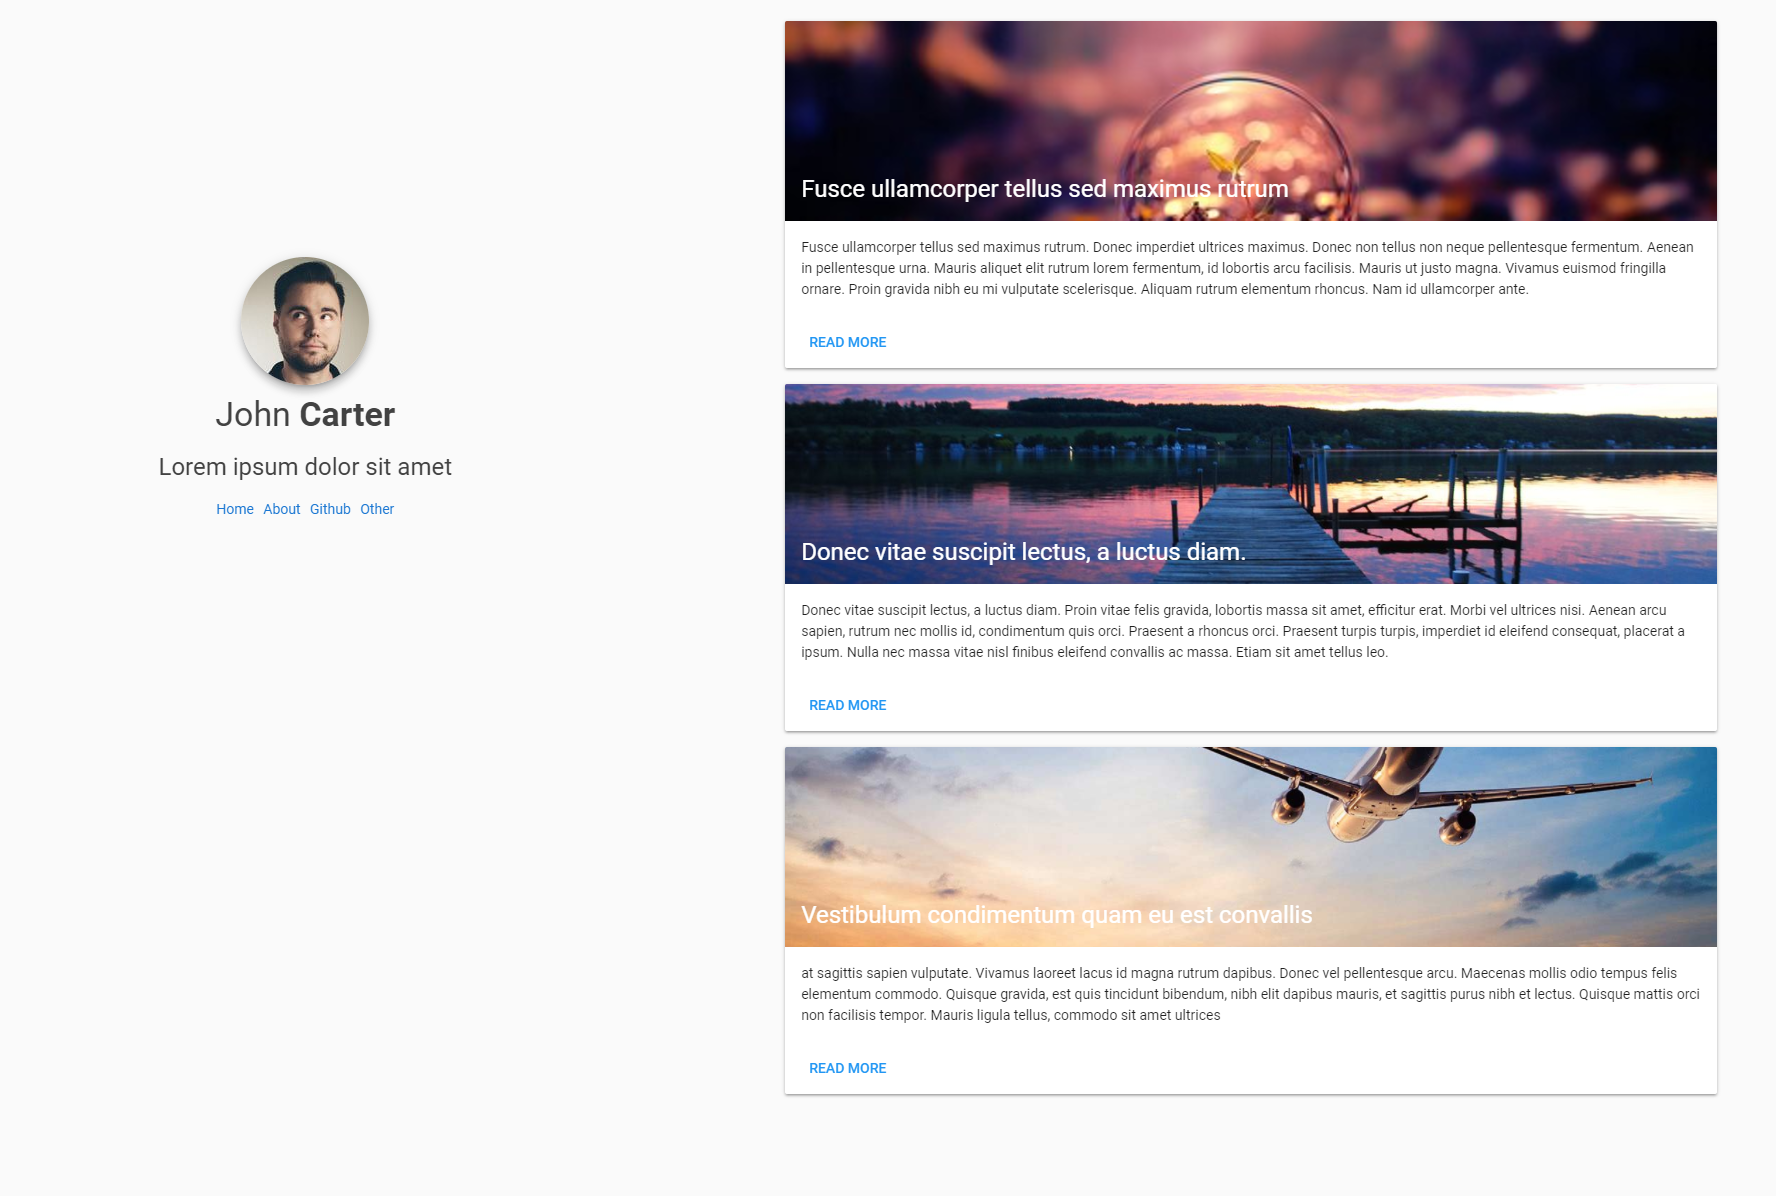 John Carter
Lorem ipsum dolor sit amet
Home About Github Other
Fusce ullamcorper tellus sed maximus rutrum
Fusce ullamcorper tellus sed maximus rutrum. Donec imperdiet ultrices maximus. Donec non tellus non neque pellentesque fermentum. Aenean
in pellentesque urna. Mauris aliquet elit rutrum lorem fermentum, id lobortis arcu facilisis. Mauris ut justo magna. Vivamus euismod fringilla
ornare. Proin gravida nibh eu mi vulputate scelerisque. Aliquam rutrum elementum rhoncus. Nam id ullamcorper ante.
READ MORE
Donec vitae suscipit lectus, a luctus diam.
Donec vitae suscipit lectus, a luctus diam. Proin vitae felis gravida, lobortis massa sit amet, efficitur erat. Morbi vel ultrices nisi. Aenean arcu
sapien, rutrum nec mollis id, condimentum quis orci. Praesent a rhoncus orci. Praesent turpis turpis, imperdiet id eleifend consequat, placerat a
ipsum. Nulla nec massa vitae nisl finibus eleifend convallis ac massa. Etiam sit amet tellus leo.
READ MORE
Vestibulum condimentum quam eu est convallis
at sagittis sapien vulputate. Vivamus laoreet lacus id magna rutrum dapibus. Donec vel pellentesque arcu. Maecenas mollis odio tempus felis
elementum commodo. Quisque gravida, est quis tincidunt bibendum, nibh elit dapibus mauris, et sagittis purus nibh et lectus. Quisque mattis orci
non facilisis tempor. Mauris ligula tellus, commodo sit amet ultrices
READ MORE